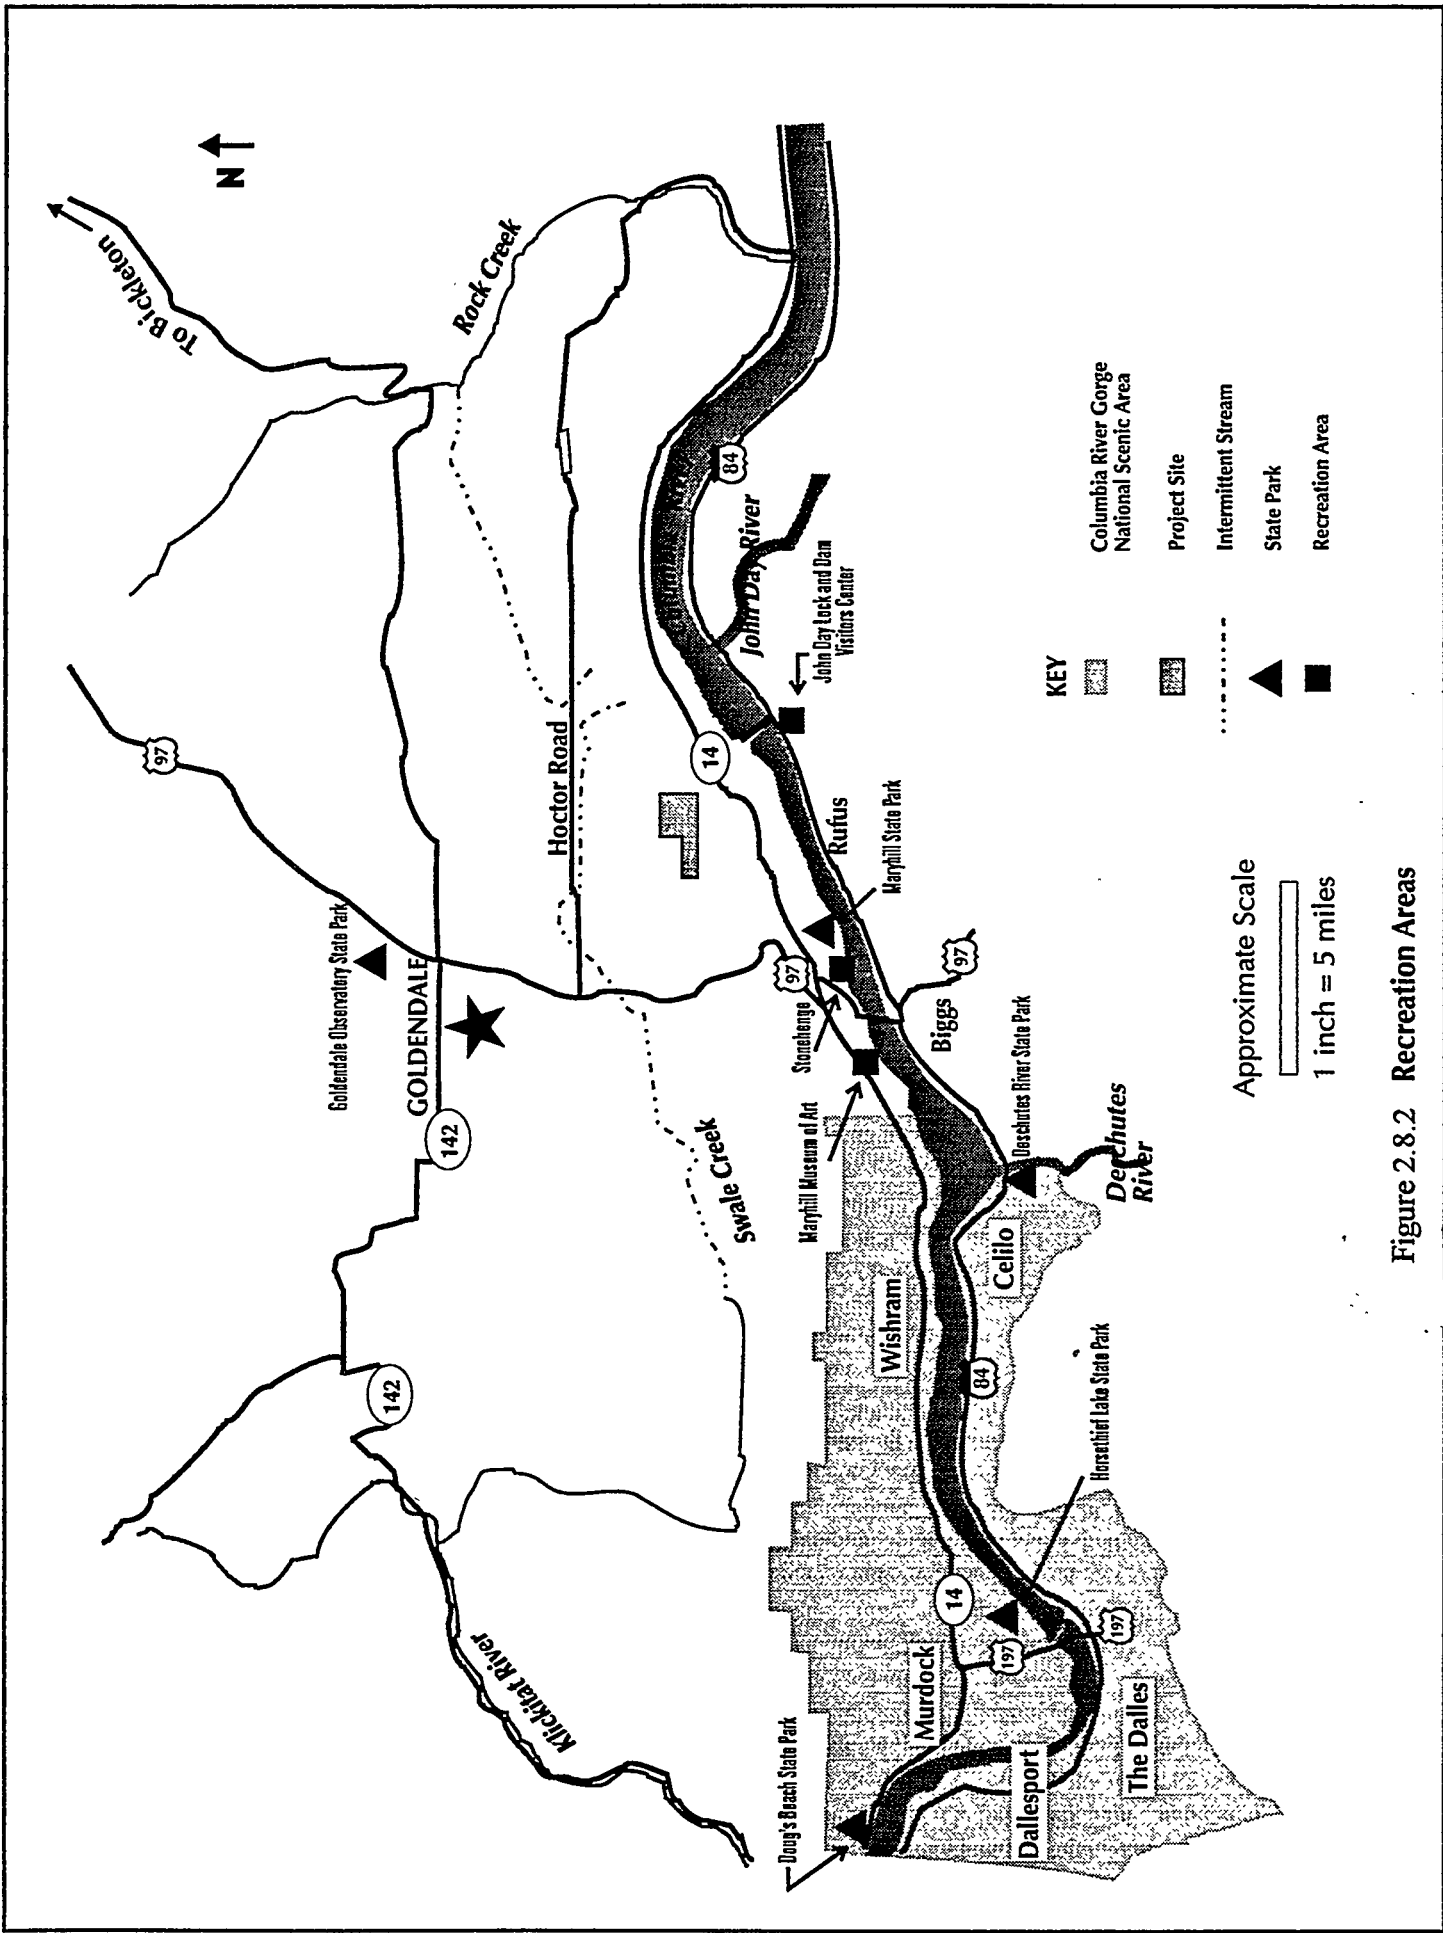 N
To Bickleton
97
Rock Creek
Goldendale Observatory State Park
GOLDENDALE
142
142
Hoctor Road
Klickitat River
Swale Creek
14
84
Columbia River
John Day River
John Day Lock and Dam
Visitors Center
Rufus
Maryhill State Park
97
97
Stonehenge
Biggs
Maryhill Museum of Art
Deschutes River State Park
Deschutes
River
Wishram
Celilo
84
Horsethief Lake State Park
14
197
197
Murdock
Doug's Beach State Park
Dallesport
The Dalles
KEY
Columbia River Gorge
National Scenic Area
Project Site
Intermittent Stream
State Park
Recreation Area
Approximate Scale
1 inch = 5 miles
Figure 2.8.2 Recreation Areas